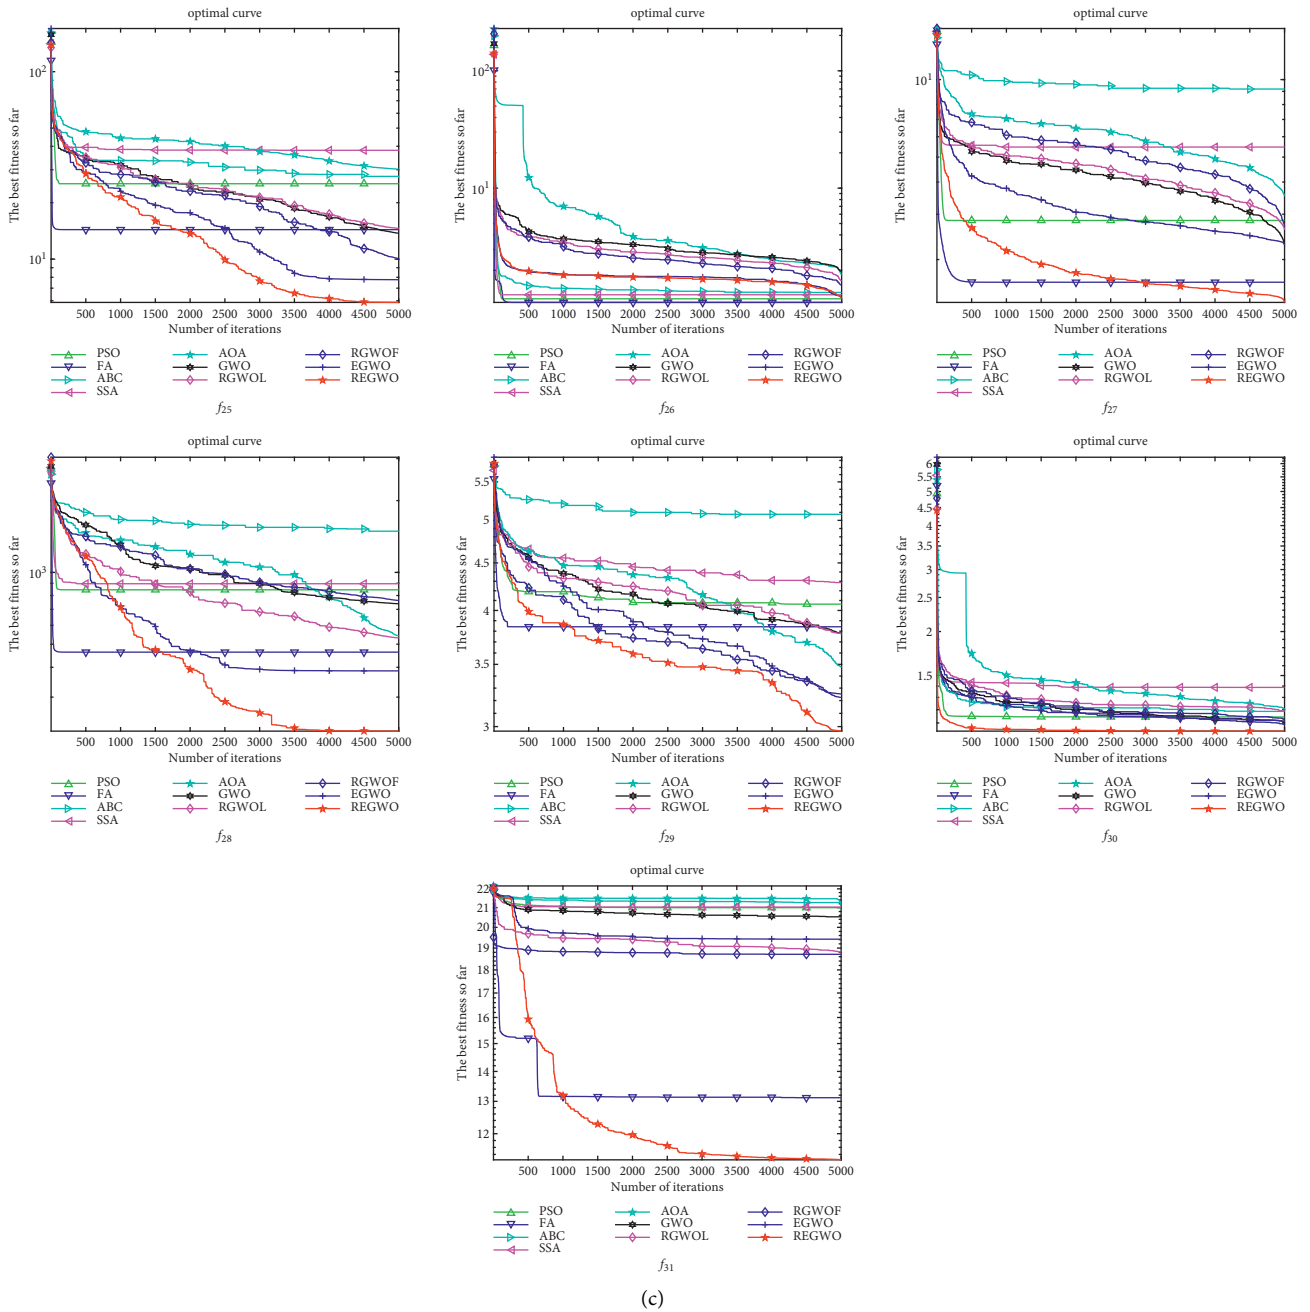 optimal curve
The best fitness so far
10²
10¹
500 1000 1500 2000 2500 3000 3500 4000 4500 5000
Number of iterations
PSO AOA RGWOF
FA GWO EGWO
ABC RGWOL REGWO
SSA
f25
optimal curve
The best fitness so far
10²
10¹
500 1000 1500 2000 2500 3000 3500 4000 4500 5000
Number of iterations
PSO AOA RGWOF
FA GWO EGWO
ABC RGWOL REGWO
SSA
f26
optimal curve
The best fitness so far
10¹
500 1000 1500 2000 2500 3000 3500 4000 4500 5000
Number of iterations
PSO AOA RGWOF
FA GWO EGWO
ABC RGWOL REGWO
SSA
f27
optimal curve
The best fitness so far
10³
500 1000 1500 2000 2500 3000 3500 4000 4500 5000
Number of iterations
PSO AOA RGWOF
FA GWO EGWO
ABC RGWOL REGWO
SSA
f28
optimal curve
The best fitness so far
5.5
5
4.5
4
3.5
3
500 1000 1500 2000 2500 3000 3500 4000 4500 5000
Number of iterations
PSO AOA RGWOF
FA GWO EGWO
ABC RGWOL REGWO
SSA
f29
optimal curve
The best fitness so far
6
5.5
5
4.5
4
3.5
3
2.5
2
1.5
500 1000 1500 2000 2500 3000 3500 4000 4500 5000
Number of iterations
PSO AOA RGWOF
FA GWO EGWO
ABC RGWOL REGWO
SSA
f30
optimal curve
The best fitness so far
22
21
20
19
18
17
16
15
14
13
12
500 1000 1500 2000 2500 3000 3500 4000 4500 5000
Number of iterations
PSO AOA RGWOF
FA GWO EGWO
ABC RGWOL REGWO
SSA
f31
(c)